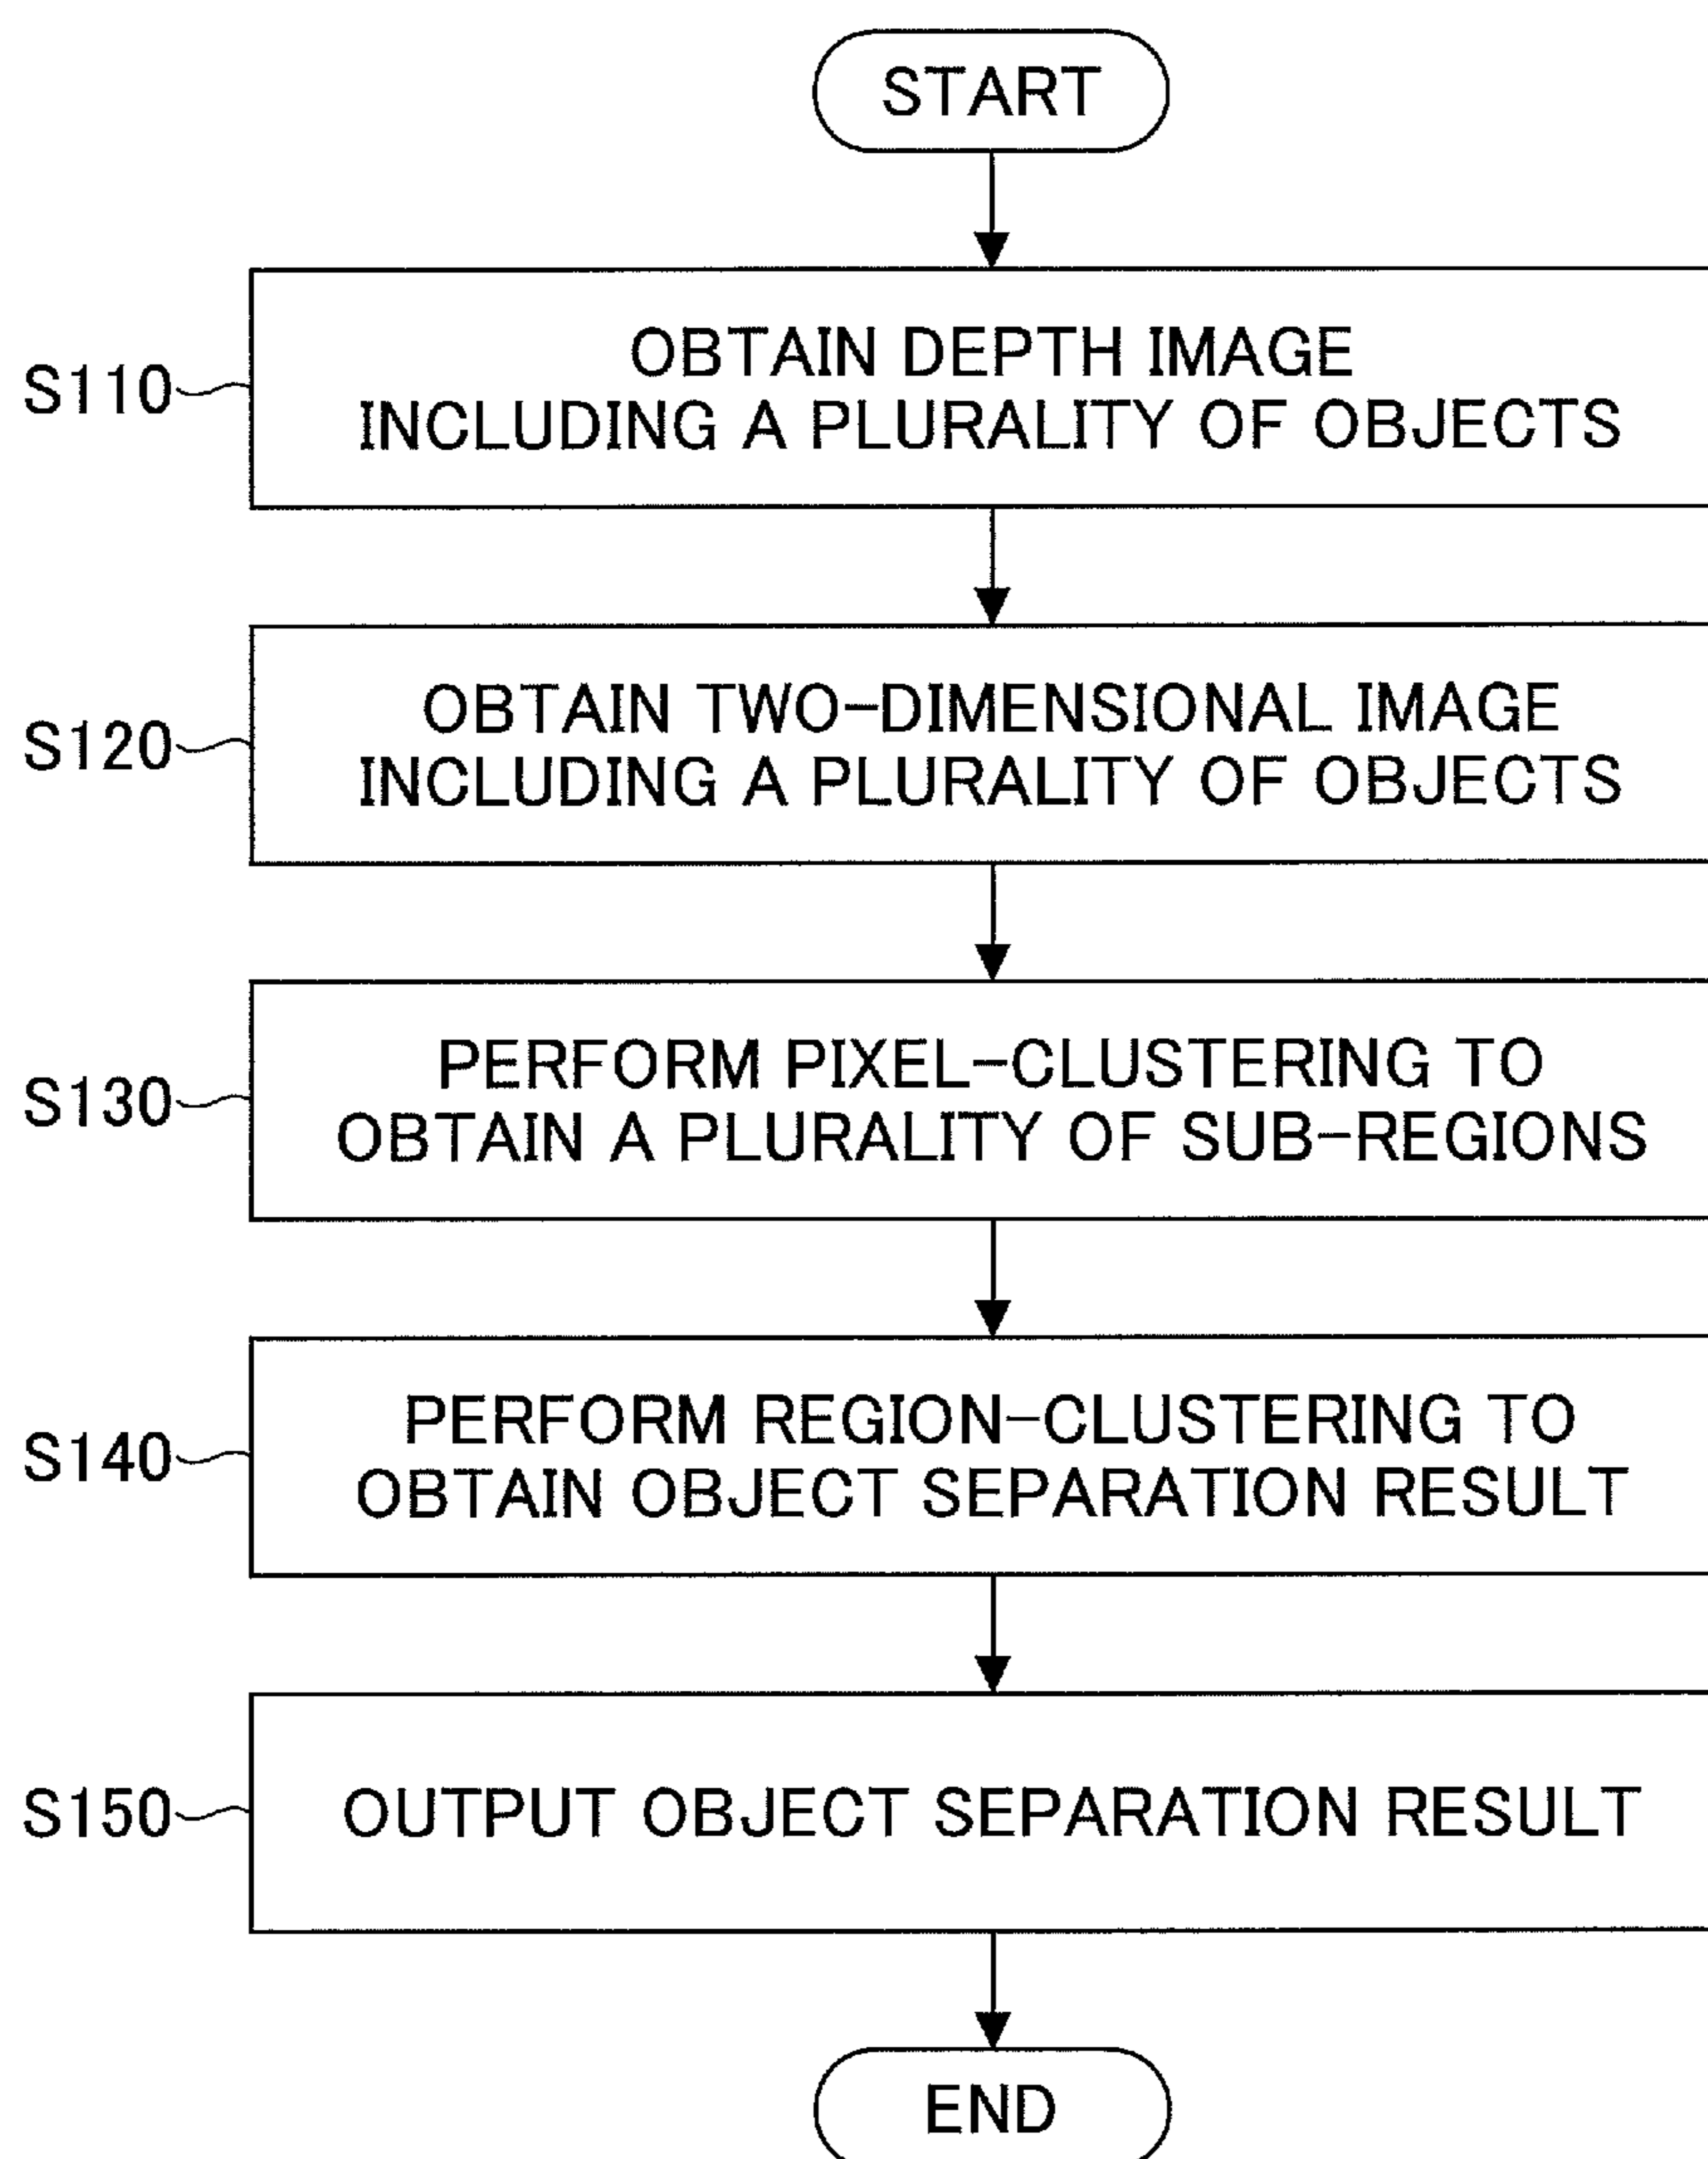 START
S110
OBTAIN DEPTH IMAGE
INCLUDING A PLURALITY OF OBJECTS
S120
OBTAIN TWO-DIMENSIONAL IMAGE
INCLUDING A PLURALITY OF OBJECTS
S130
PERFORM PIXEL-CLUSTERING TO
OBTAIN A PLURALITY OF SUB-REGIONS
S140
PERFORM REGION-CLUSTERING TO
OBTAIN OBJECT SEPARATION RESULT
S150
OUTPUT OBJECT SEPARATION RESULT
END